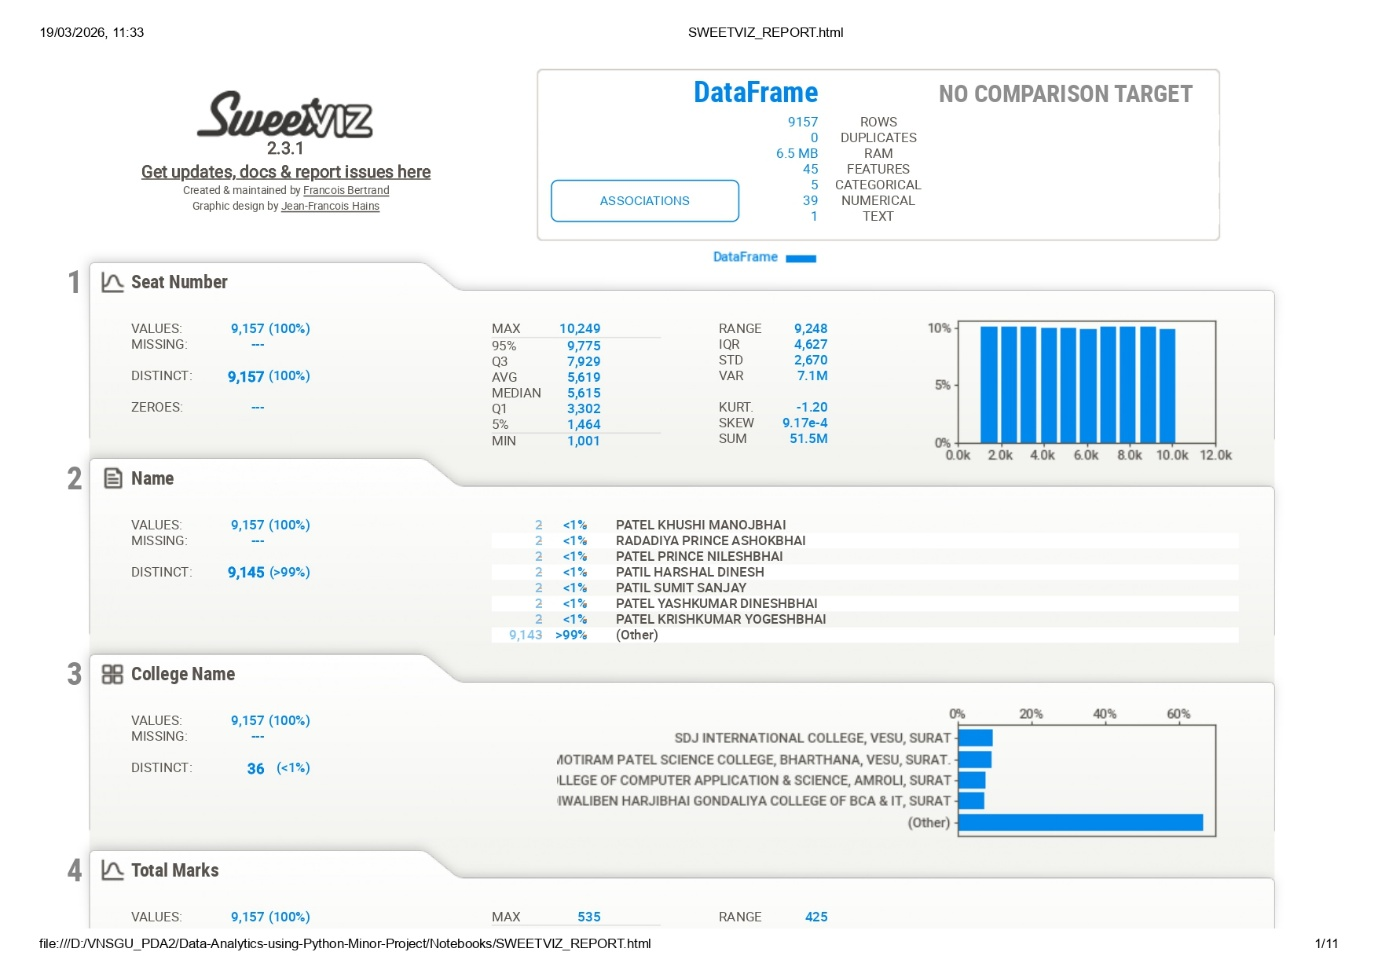 19/03/2026, 11:33
SWEETVIZ_REPORT.html
SweetVIZ
2.3.1
Get updates, docs & report issues here
Created & maintained by Francois Bertrand
Graphic design by Jean-Francois Hains
DataFrame
NO COMPARISON TARGET
9157 ROWS
0 DUPLICATES
6.5 MB RAM
45 FEATURES
5 CATEGORICAL
39 NUMERICAL
1 TEXT
ASSOCIATIONS
DataFrame
1 Seat Number
VALUES: 9,157 (100%)
MISSING: ---
DISTINCT: 9,157 (100%)
ZEROES: ---
MAX 10,249
95% 9,775
Q3 7,929
AVG 5,619
MEDIAN 5,615
Q1 3,302
5% 1,464
MIN 1,001
RANGE 9,248
IQR 4,627
STD 2,670
VAR 7.1M
KURT. -1.20
SKEW 9.17e-4
SUM 51.5M
10%
5%
0%
0.0k 2.0k 4.0k 6.0k 8.0k 10.0k 12.0k
2 Name
VALUES: 9,157 (100%)
MISSING: ---
DISTINCT: 9,145 (>99%)
2 <1% PATEL KHUSHI MANOJBHAI
2 <1% RADADIYA PRINCE ASHOKBHAI
2 <1% PATEL PRINCE NILESHBHAI
2 <1% PATIL HARSHAL DINESH
2 <1% PATIL SUMIT SANJAY
2 <1% PATEL YASHKUMAR DINESHBHAI
2 <1% PATEL KRISHKUMAR YOGESHBHAI
9,143 >99% (Other)
3 College Name
VALUES: 9,157 (100%)
MISSING: ---
DISTINCT: 36 (<1%)
0% 20% 40% 60%
SDJ INTERNATIONAL COLLEGE, VESU, SURAT
MOTIRAM PATEL SCIENCE COLLEGE, BHARTHANA, VESU, SURAT.
LLEGE OF COMPUTER APPLICATION & SCIENCE, AMROLI, SURAT
IWALIBEN HARJIBHAI GONDALIYA COLLEGE OF BCA & IT, SURAT
(Other)
4 Total Marks
VALUES: 9,157 (100%)
MAX 535
RANGE 425
file:///D:/VNSGU_PDA2/Data-Analytics-using-Python-Minor-Project/Notebooks/SWEETVIZ_REPORT.html
1/11